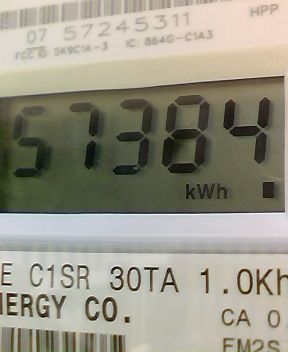 HPP
07 57245311
FCC ID SK9C1A-3 IC: 864G-C1A3
57384
kWh
E C1SR 30TA 1.0Kh
NERGY CO.
CA 0
FM2S